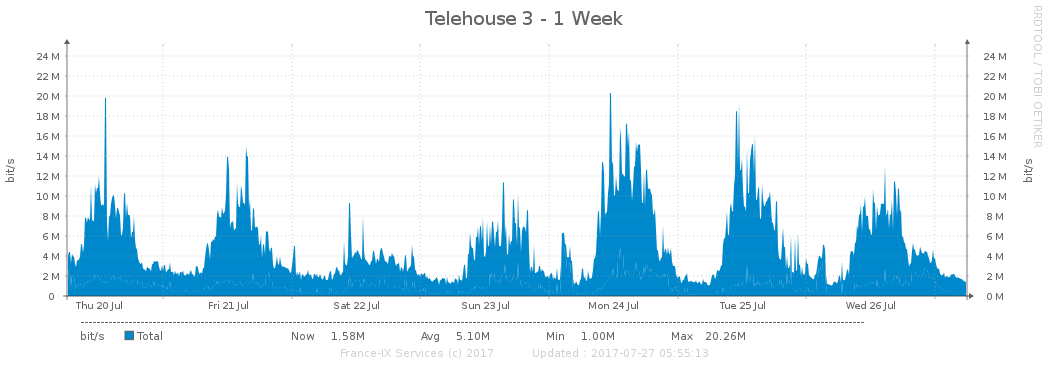 Telehouse 3 - 1 Week
RRDTOOL / TOBI OETIKER
24 M 24 M
22 M 22 M
20 M 20 M
18 M 18 M
16 M 16 M
14 M 14 M
12 M 12 M
10 M 10 M
8 M 8 M
6 M 6 M
4 M 4 M
2 M 2 M
0 0 M
bit/s
bit/s
Thu 20 Jul Fri 21 Jul Sat 22 Jul Sun 23 Jul Mon 24 Jul Tue 25 Jul Wed 26 Jul
bit/s Total Now 1.58M Avg 5.10M Min 1.00M Max 20.26M
France-IX Services (c) 2017 Updated : 2017-07-27 05:55:13